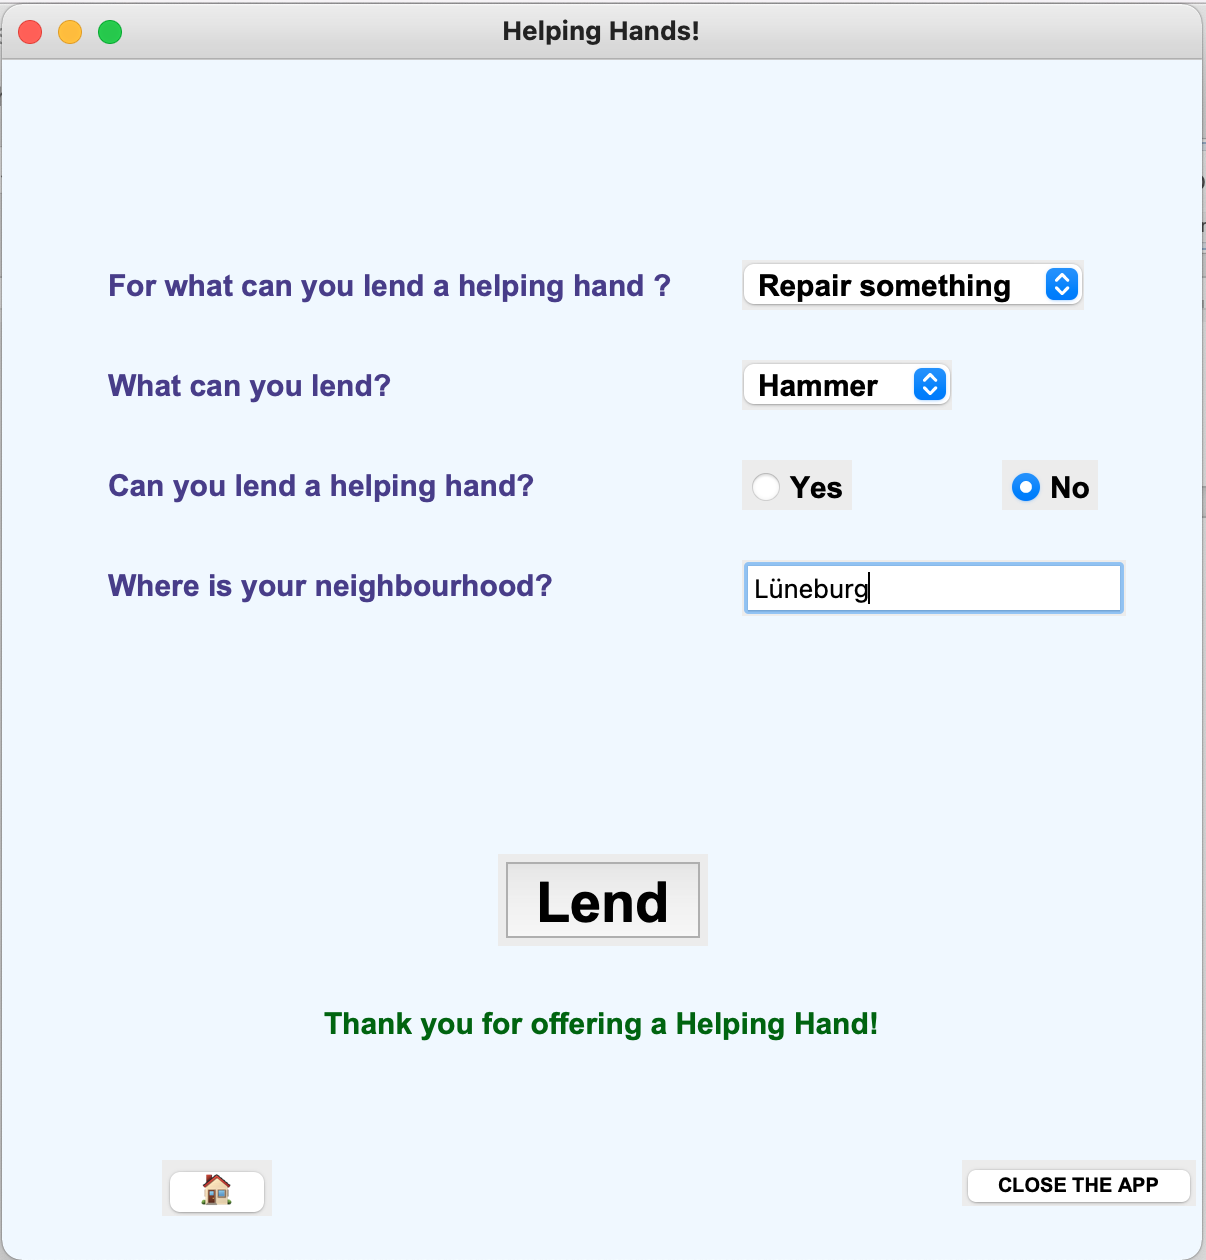 Helping Hands!
For what can you lend a helping hand ? Repair something
What can you lend? Hammer
Can you lend a helping hand? Yes No
Where is your neighbourhood? Lüneburg
Lend
Thank you for offering a Helping Hand!
CLOSE THE APP